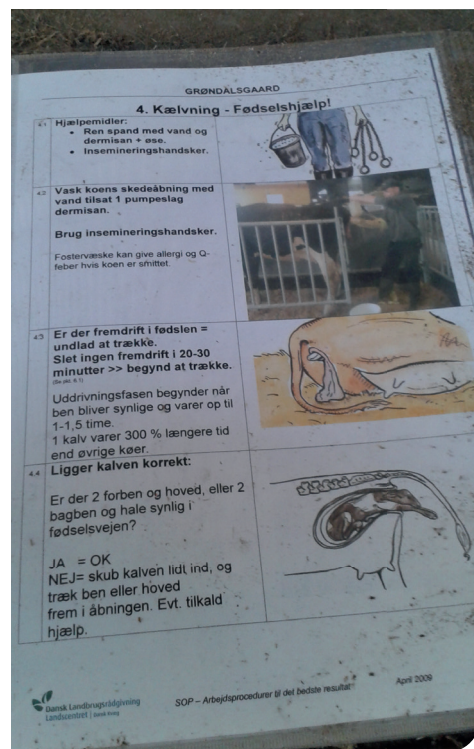 GRØNDALSGAARD
4. Kælvning - Fødselshjælp!
4.1 Hjælpemidler:
• Ren spand med vand og
dermisan + øse.
• Insemineringshandsker.
4.2 Vask koens skedeåbning med
vand tilsat 1 pumpeslag
dermisan.
Brug insemineringshandsker.
Fostervæske kan give allergi og Q-
feber hvis koen er smittet.
4.3 Er der fremdrift i fødslen =
undlad at trække.
Slet ingen fremdrift i 20-30
minutter >> begynd at trække.
Uddrivningsfasen begynder når
ben bliver synlige og varer op til
1-1,5 time.
1 kalv varer 300 % længere tid
end øvrige køer.
4.4 Ligger kalven korrekt:
Er der 2 forben og hoved, eller 2
bagben og hale synlig i
fødselsvejen?
JA = OK
NEJ= skub kalven lidt ind, og
træk ben eller hoved
frem i åbningen. Evt. tilkald
hjælp.
Dansk Landbrugsrådgivning
Landscentret | Dansk Kvæg
SOP – Arbejdsprocedurer til det bedste resultat
April 2009